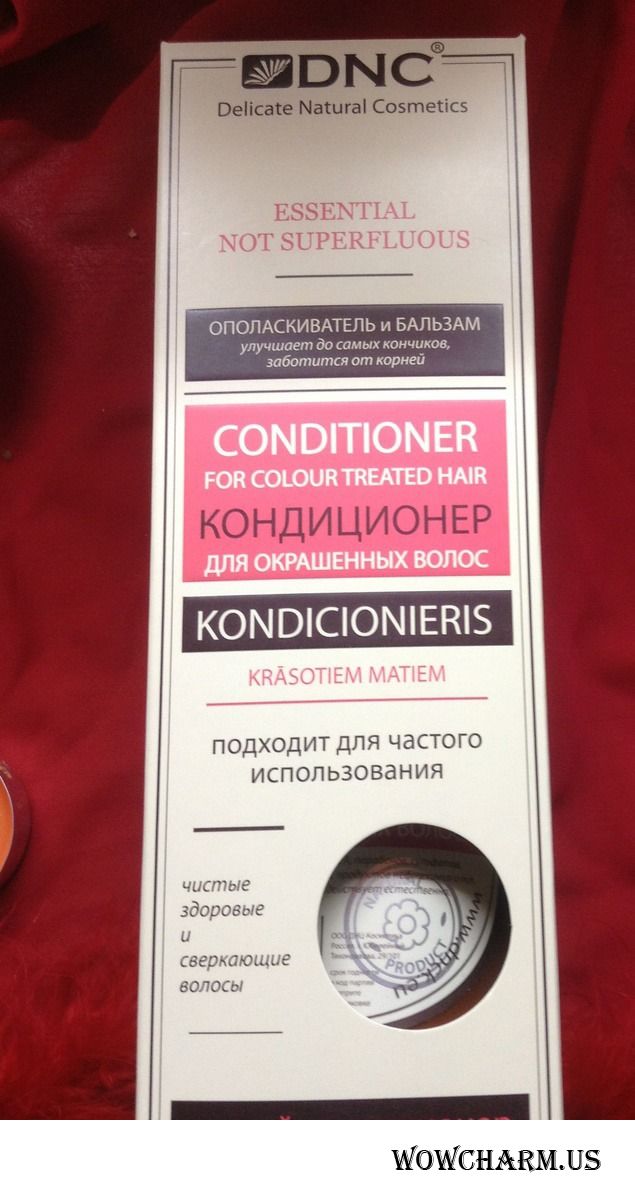 DNC®
Delicate Natural Cosmetics
ESSENTIAL
NOT SUPERFLUOUS
ОПОЛАСКИВАТЕЛЬ и БАЛЬЗАМ
улучшает до самых кончиков,
заботится от корней
CONDITIONER
FOR COLOUR TREATED HAIR
КОНДИЦИОНЕР
ДЛЯ ОКРАШЕННЫХ ВОЛОС
KONDICIONIERIS
KRĀSOTIEM MATIEM
подходит для частого
использования
чистые
здоровые
и
сверкающие
волосы
PRODUCT
WOWCHARM.US